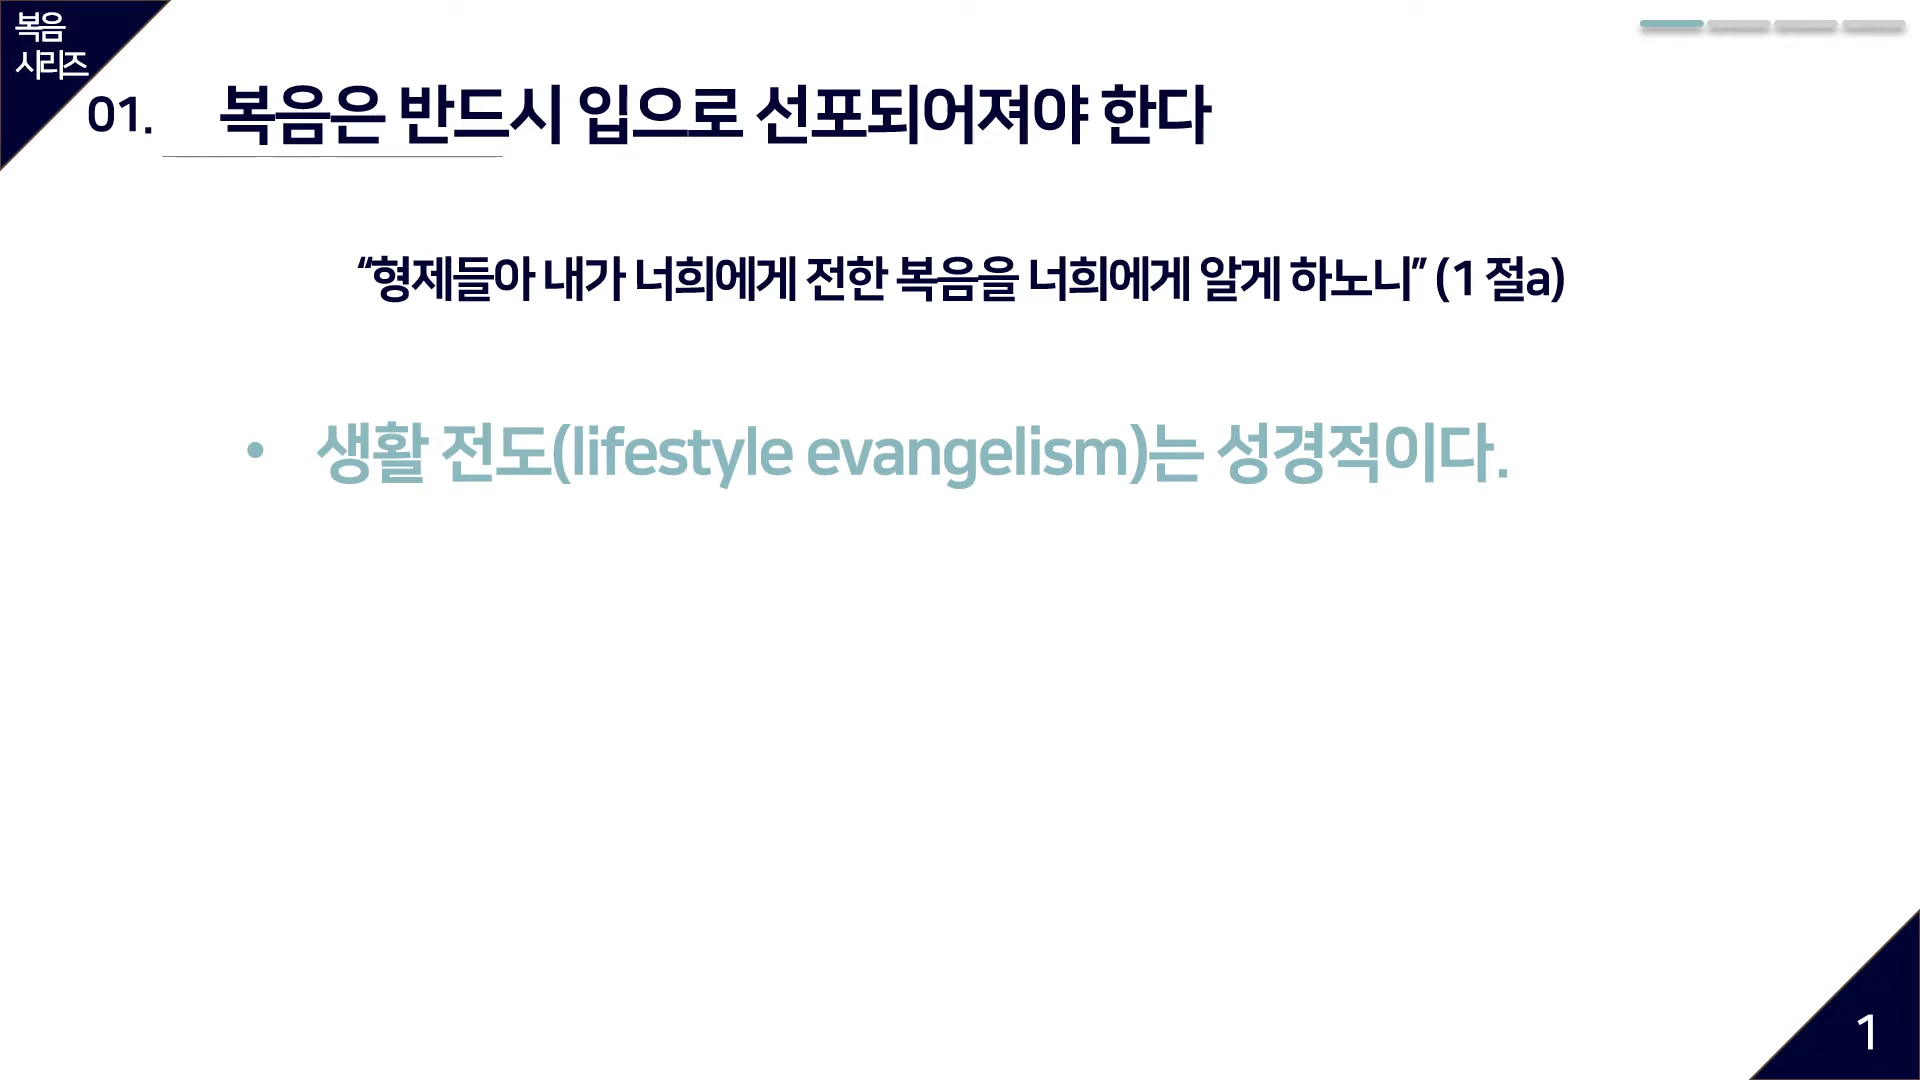 복음
시리즈
01. 복음은 반드시 입으로 선포되어져야 한다
“형제들아 내가 너희에게 전한 복음을 너희에게 알게 하노니” (1 절a)
• 생활 전도(lifestyle evangelism)는 성경적이다.
1